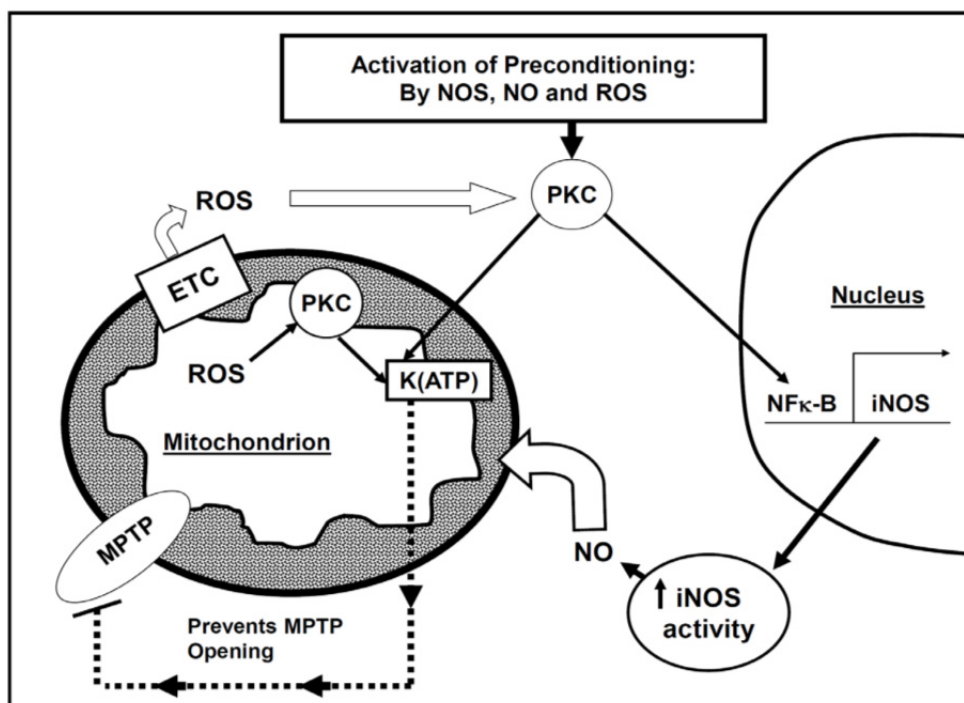 Activation of Preconditioning:
By NOS, NO and ROS
ROS
PKC
ETC
PKC
Nucleus
ROS
K(ATP)
NFκ-B
iNOS
Mitochondrion
MPTP
NO
↑ iNOS
activity
Prevents MPTP
Opening